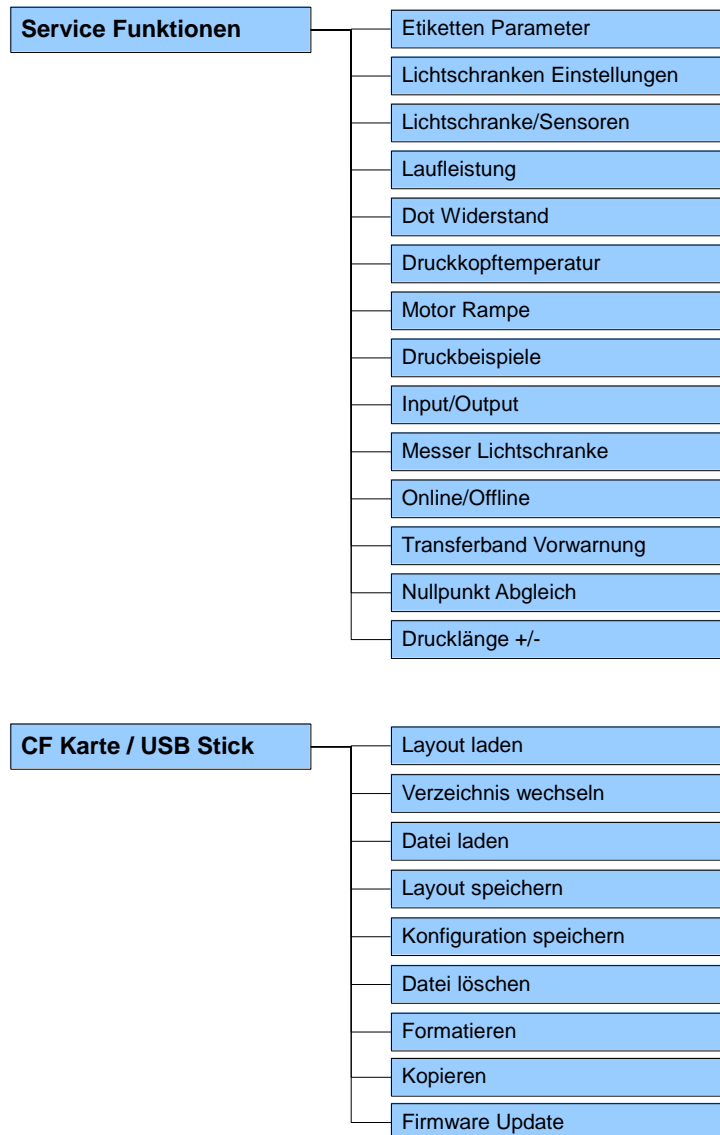 Service Funktionen
Etiketten Parameter
Lichtschranken Einstellungen
Lichtschranke/Sensoren
Laufleistung
Dot Widerstand
Druckkopftemperatur
Motor Rampe
Druckbeispiele
Input/Output
Messer Lichtschranke
Online/Offline
Transferband Vorwarnung
Nullpunkt Abgleich
Drucklänge +/-
CF Karte / USB Stick
Layout laden
Verzeichnis wechseln
Datei laden
Layout speichern
Konfiguration speichern
Datei löschen
Formatieren
Kopieren
Firmware Update